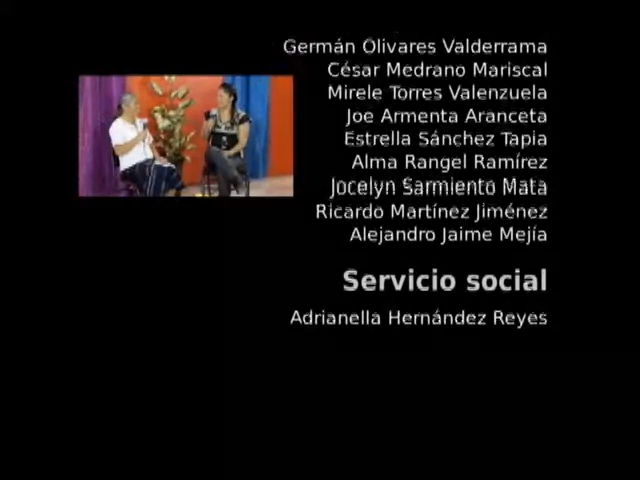 Germán Olivares Valderrama
César Medrano Mariscal
Mirele Torres Valenzuela
Joe Armenta Aranceta
Estrella Sánchez Tapia
Alma Rangel Ramírez
Jocelyn Sarmiento Mata
Ricardo Martínez Jiménez
Alejandro Jaime Mejía
Servicio social
Adrianella Hernández Reyes